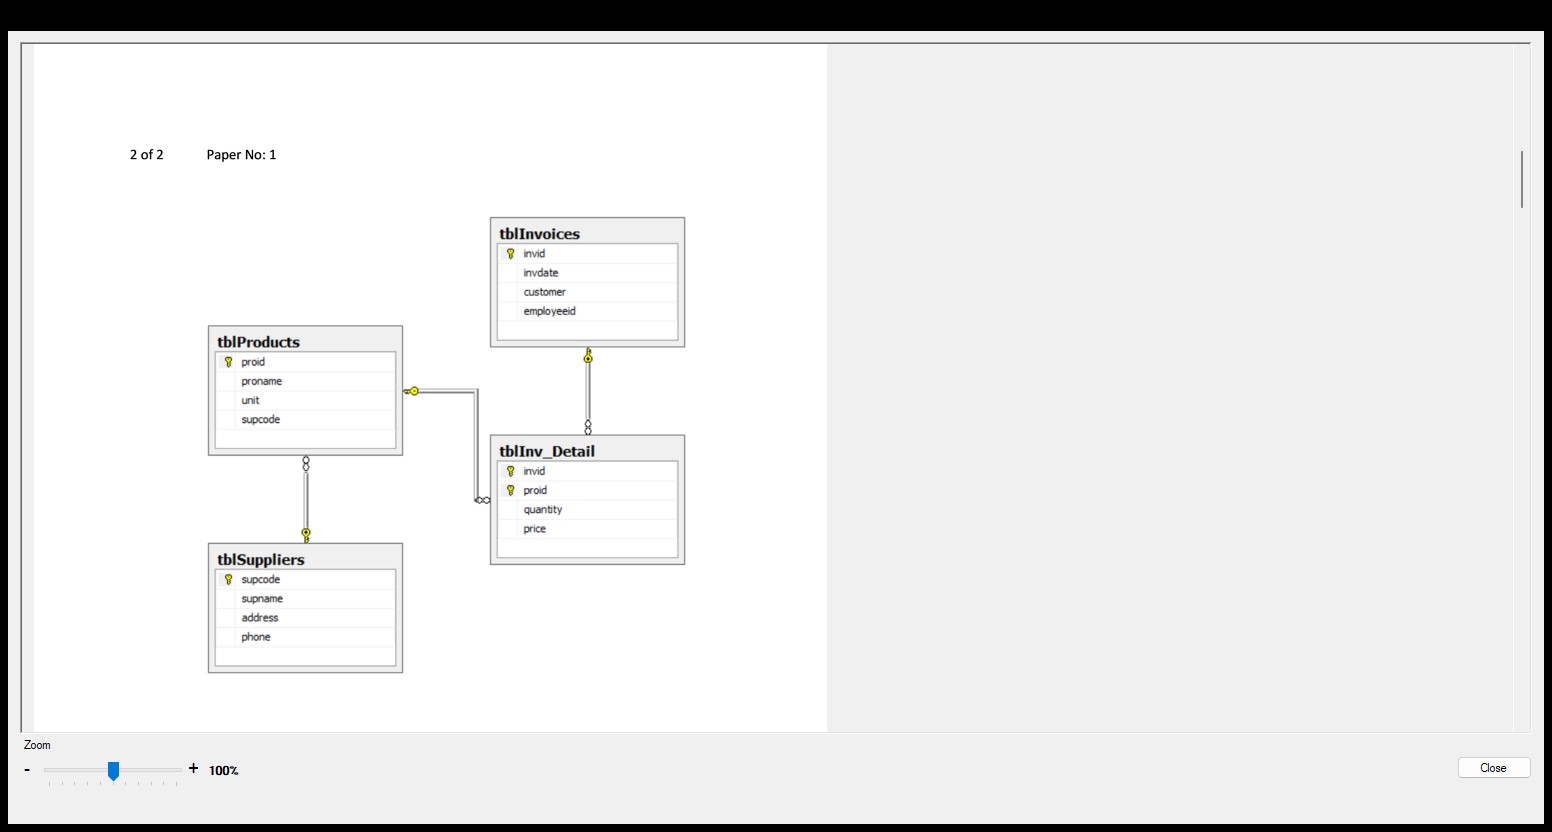 2 of 2 Paper No: 1
tblInvoices
invid
invdate
customer
employeeid
tblProducts
proid
proname
unit
supcode
tblInv_Detail
invid
proid
quantity
price
tblSuppliers
supcode
supname
address
phone
Zoom
- + 100%
Close